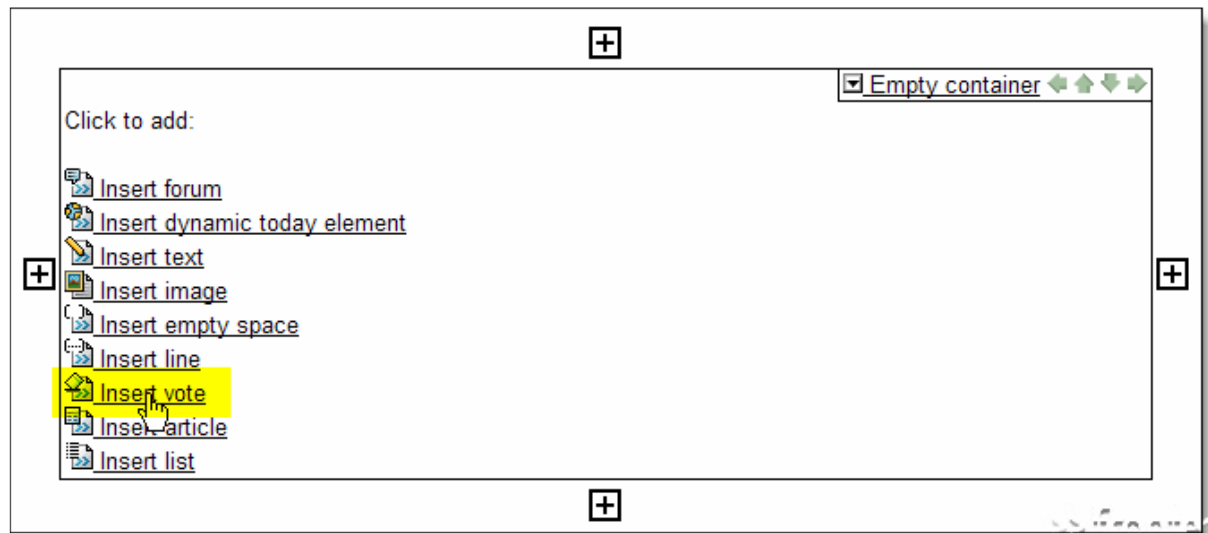 Empty container
Click to add:
Insert forum
Insert dynamic today element
Insert text
Insert image
Insert empty space
Insert line
Insert vote
Insert article
Insert list